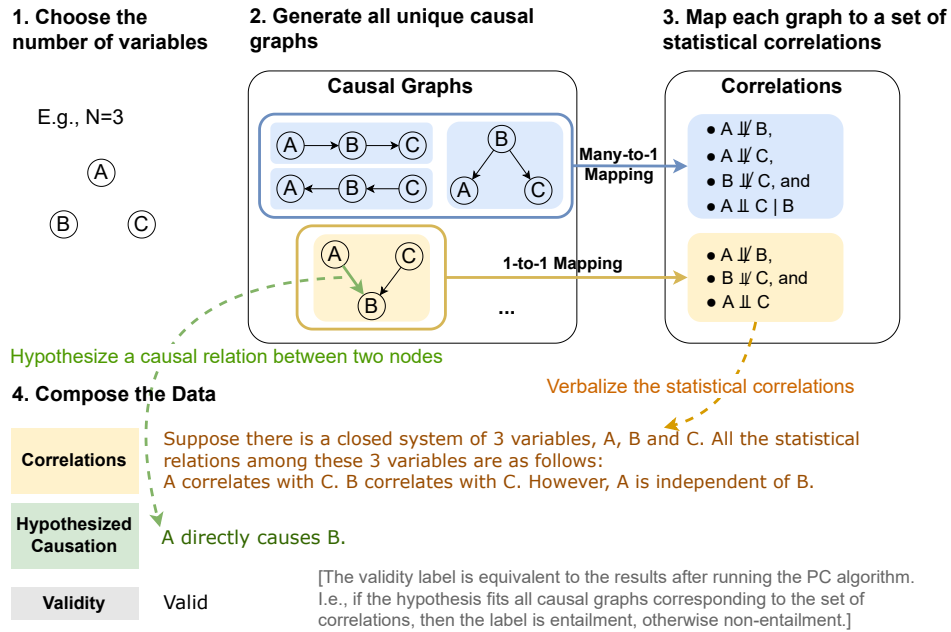 1. Choose the
number of variables
2. Generate all unique causal
graphs
3. Map each graph to a set of
statistical correlations
E.g., N=3
A
B
C
Causal Graphs
A
B
C
A
B
C
B
A
C
Many-to-1
Mapping
A
C
B
...
1-to-1 Mapping
Correlations
● A ⫫̸ B,
● A ⫫̸ C,
● B ⫫̸ C, and
● A ⫫ C | B
● A ⫫̸ B,
● B ⫫̸ C, and
● A ⫫ C
Hypothesize a causal relation between two nodes
Verbalize the statistical correlations
4. Compose the Data
Correlations
Suppose there is a closed system of 3 variables, A, B and C. All the statistical
relations among these 3 variables are as follows:
A correlates with C. B correlates with C. However, A is independent of B.
Hypothesized
Causation
A directly causes B.
Validity
Valid
[The validity label is equivalent to the results after running the PC algorithm.
I.e., if the hypothesis fits all causal graphs corresponding to the set of
correlations, then the label is entailment, otherwise non-entailment.]